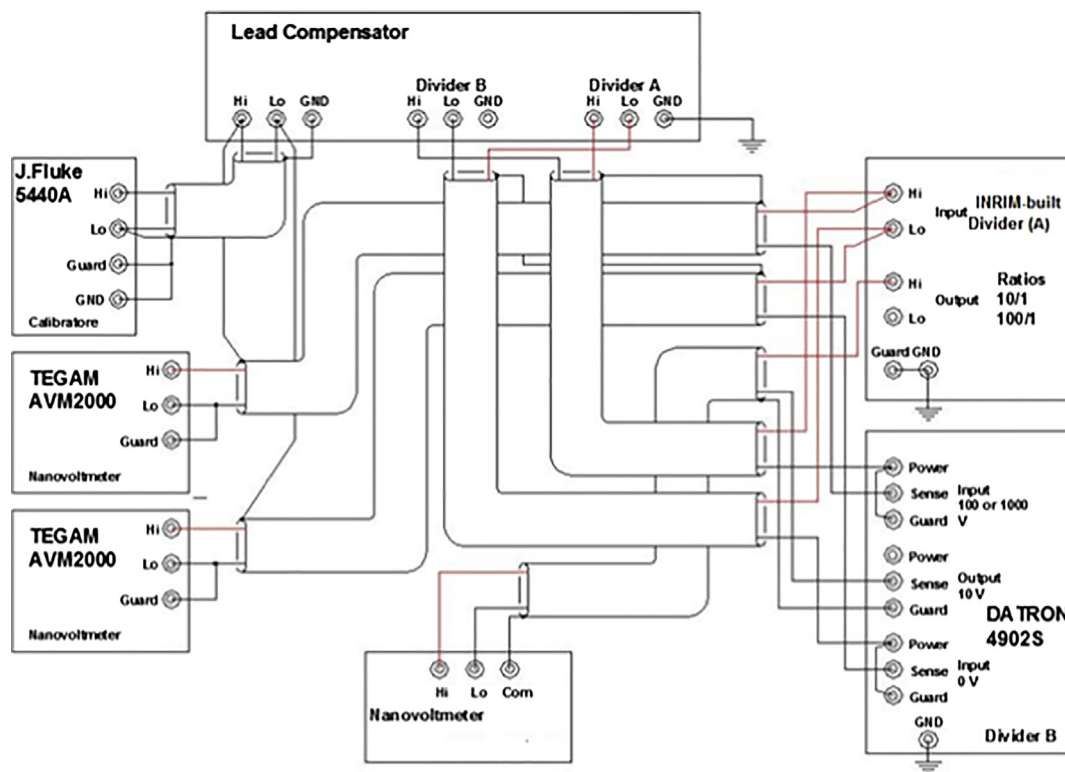 Lead Compensator
Divider B
Divider A
Hi Lo GND
Hi Lo GND
Hi Lo GND
J.Fluke
5440A
Hi
Lo
Guard
GND
Calibratore
TEGAM
AVM2000
Hi
Lo
Guard
Nanovoltmeter
TEGAM
AVM2000
Hi
Lo
Guard
Nanovoltmeter
Hi Lo Com
Nanovoltmeter
Hi
Input
INRIM-built
Divider (A)
Lo
Hi
Output
Ratios
10/1
100/1
Lo
Guard GND
Power
Sense
Input
100 or 1000
V
Guard
Power
Sense
Output
10 V
Guard
DATRON
4902S
Power
Sense
Input
0 V
Guard
GND
Divider B